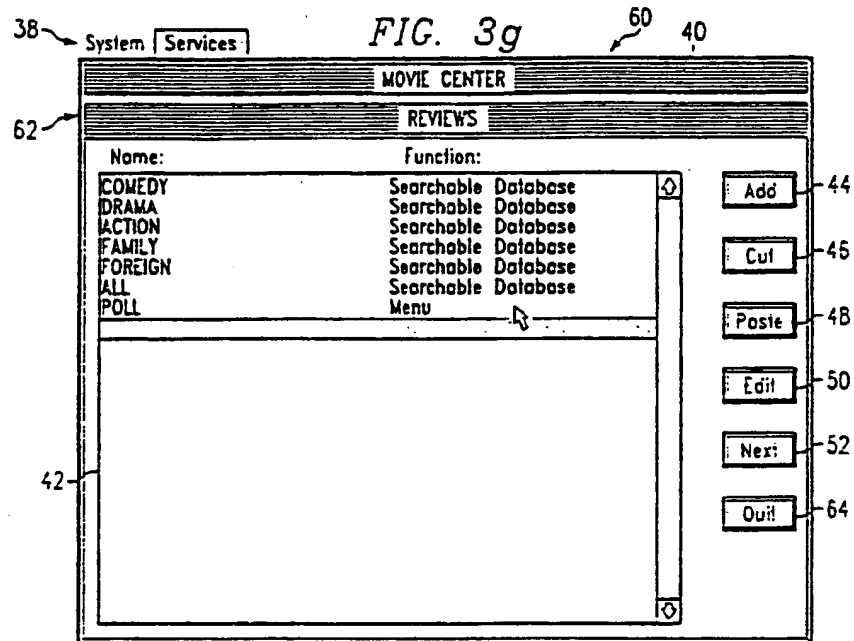 FIG. 3g
38 System Services 60 40
MOVIE CENTER
62 REVIEWS
Name: Function:
COMEDY Searchable Database
DRAMA Searchable Database
ACTION Searchable Database
FAMILY Searchable Database
FOREIGN Searchable Database
ALL Searchable Database
POLL Menu
Add 44
Cut 46
Paste 48
Edit 50
Next 52
42
Quit 64